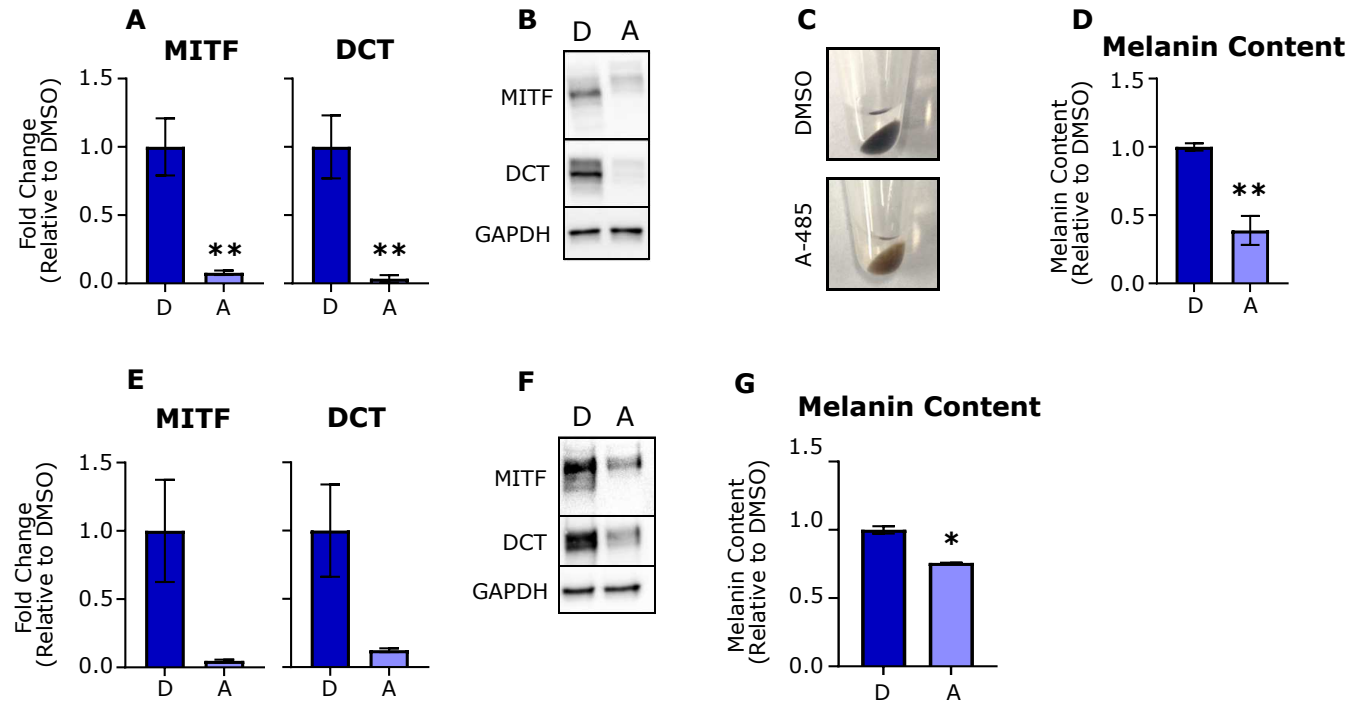 A
MITF
DCT
Fold Change
(Relative to DMSO)
1.5
1.0
0.5
0.0
**
**
D
A
D
A
B
D
A
MITF
DCT
GAPDH
C
DMSO
A-485
D
Melanin Content
Melanin Content
(Relative to DMSO)
1.5
1.0
0.5
0.0
**
D
A
E
MITF
DCT
Fold Change
(Relative to DMSO)
1.5
1.0
0.5
0.0
D
A
D
A
F
D
A
MITF
DCT
GAPDH
G
Melanin Content
Melanin Content
(Relative to DMSO)
1.5
1.0
0.5
0.0
*
D
A